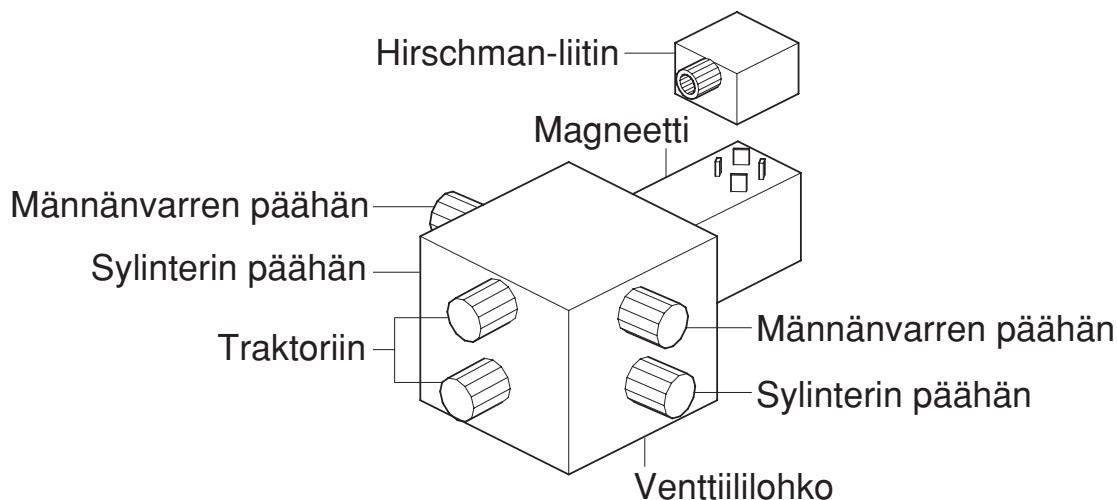 Hirschman-liitin
Magneetti
Männänvarren päähän
Sylinterin päähän
Traktoriin
Männänvarren päähän
Sylinterin päähän
Venttiililohko